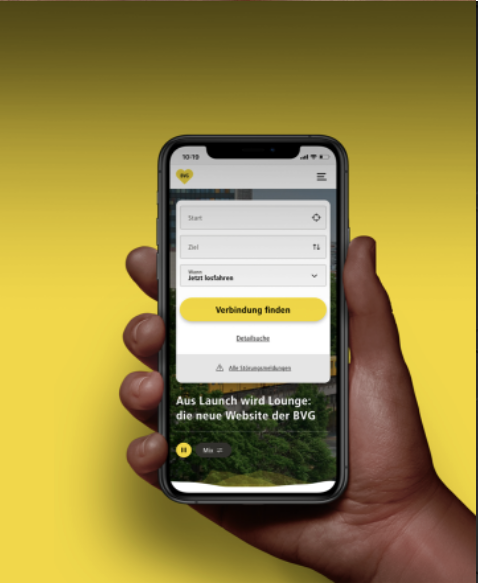 10:19
BVG
Start
Ziel
Wann
Jetzt losfahren
Verbindung finden
Detailsuche
Alle Störungsmeldungen
Aus Launch wird Lounge:
die neue Website der BVG
Mix